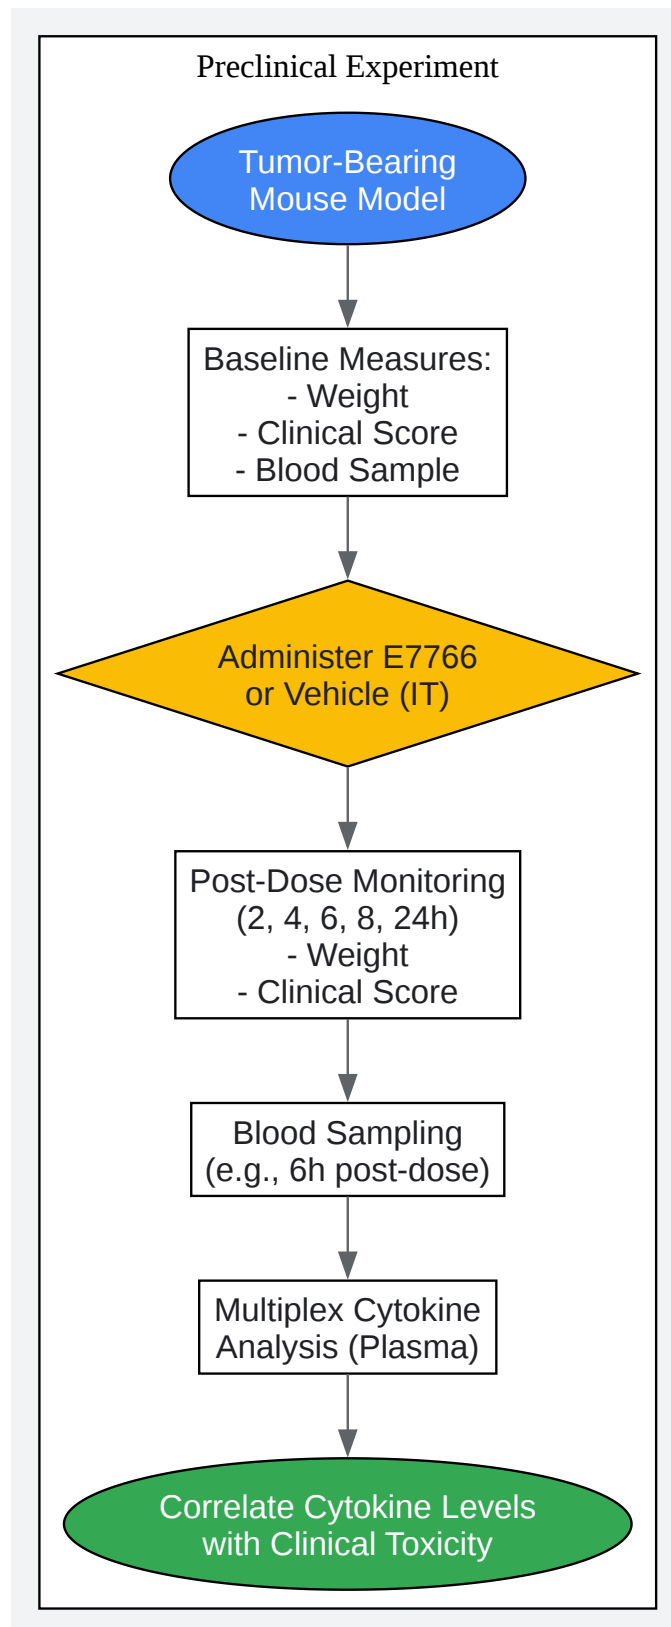 Preclinical Experiment
Tumor-Bearing
Mouse Model
Baseline Measures:
- Weight
- Clinical Score
- Blood Sample
Administer E7766
or Vehicle (IT)
Post-Dose Monitoring
(2, 4, 6, 8, 24h)
- Weight
- Clinical Score
Blood Sampling
(e.g., 6h post-dose)
Multiplex Cytokine
Analysis (Plasma)
Correlate Cytokine Levels
with Clinical Toxicity